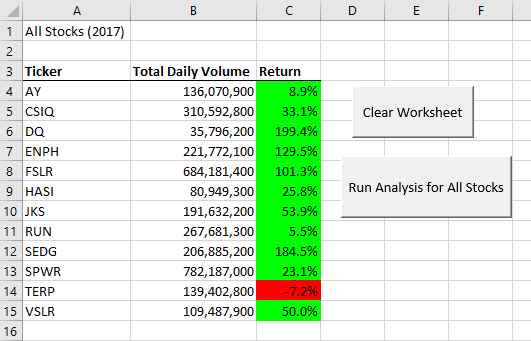 A B C D E F
1 All Stocks (2017)
2
3 Ticker Total Daily Volume Return
4 AY 136,070,900 8.9%
5 CSIQ 310,592,800 33.1%
Clear Worksheet
6 DQ 35,796,200 199.4%
7 ENPH 221,772,100 129.5%
8 FSLR 684,181,400 101.3%
9 HASI 80,949,300 25.8%
Run Analysis for All Stocks
10 JKS 191,632,200 53.9%
11 RUN 267,681,300 5.5%
12 SEDG 206,885,200 184.5%
13 SPWR 782,187,000 23.1%
14 TERP 139,402,800 -7.2%
15 VSLR 109,487,900 50.0%
16